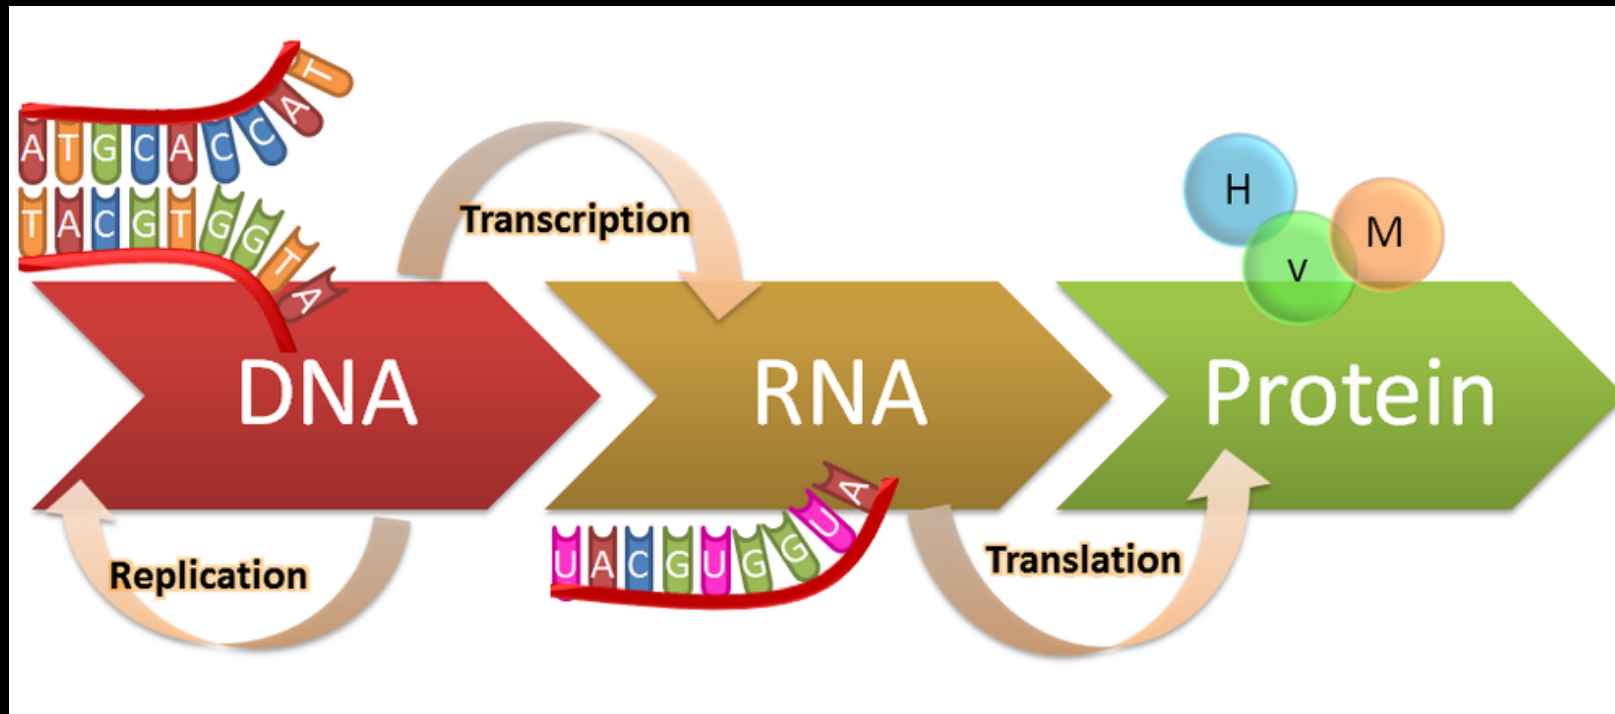 ATGCACCAT
TACGTGGTA
Transcription
H
V
M
DNA
RNA
Protein
Replication
UACGUGGUA
Translation